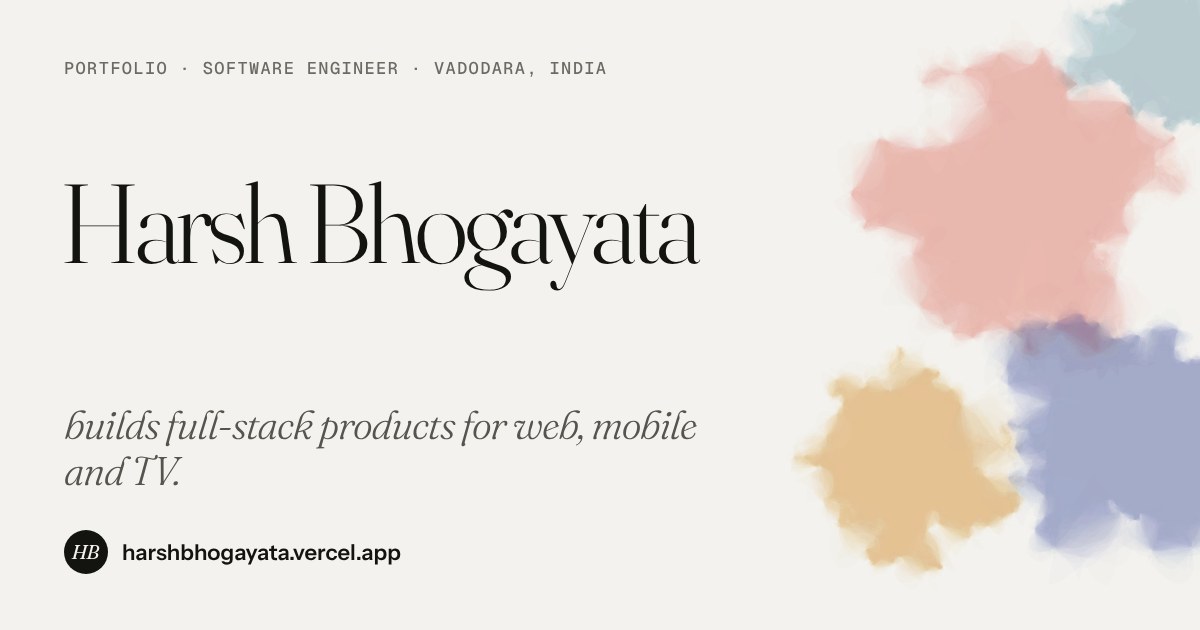 PORTFOLIO · SOFTWARE ENGINEER · VADODARA, INDIA
Harsh Bhogayata
builds full-stack products for web, mobile
and TV.
HB
harshbhogayata.vercel.app